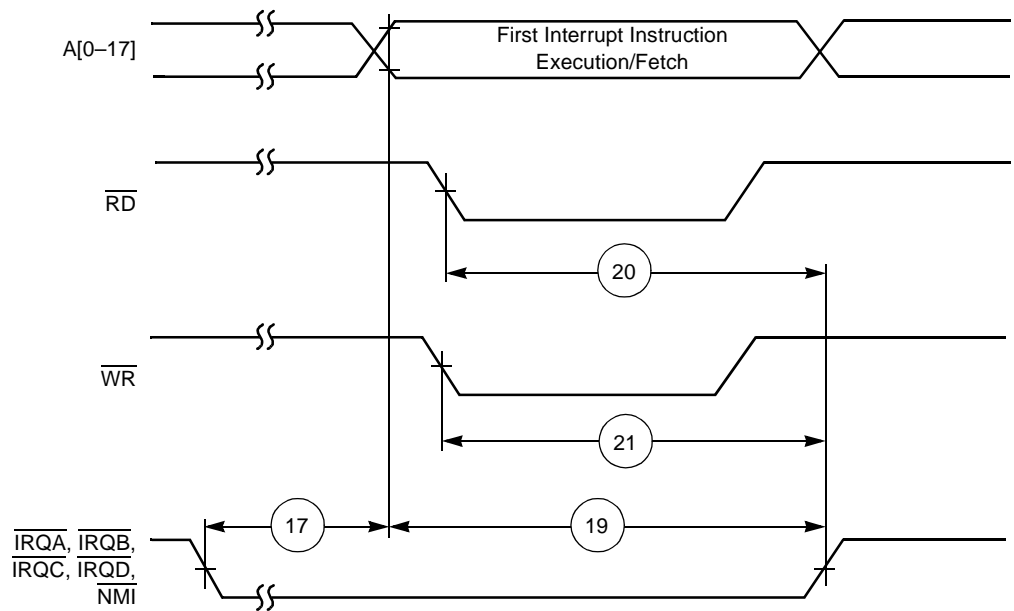 A[0–17]
First Interrupt Instruction
Execution/Fetch
RD
20
WR
21
17
19
IRQA, IRQB,
IRQC, IRQD,
NMI